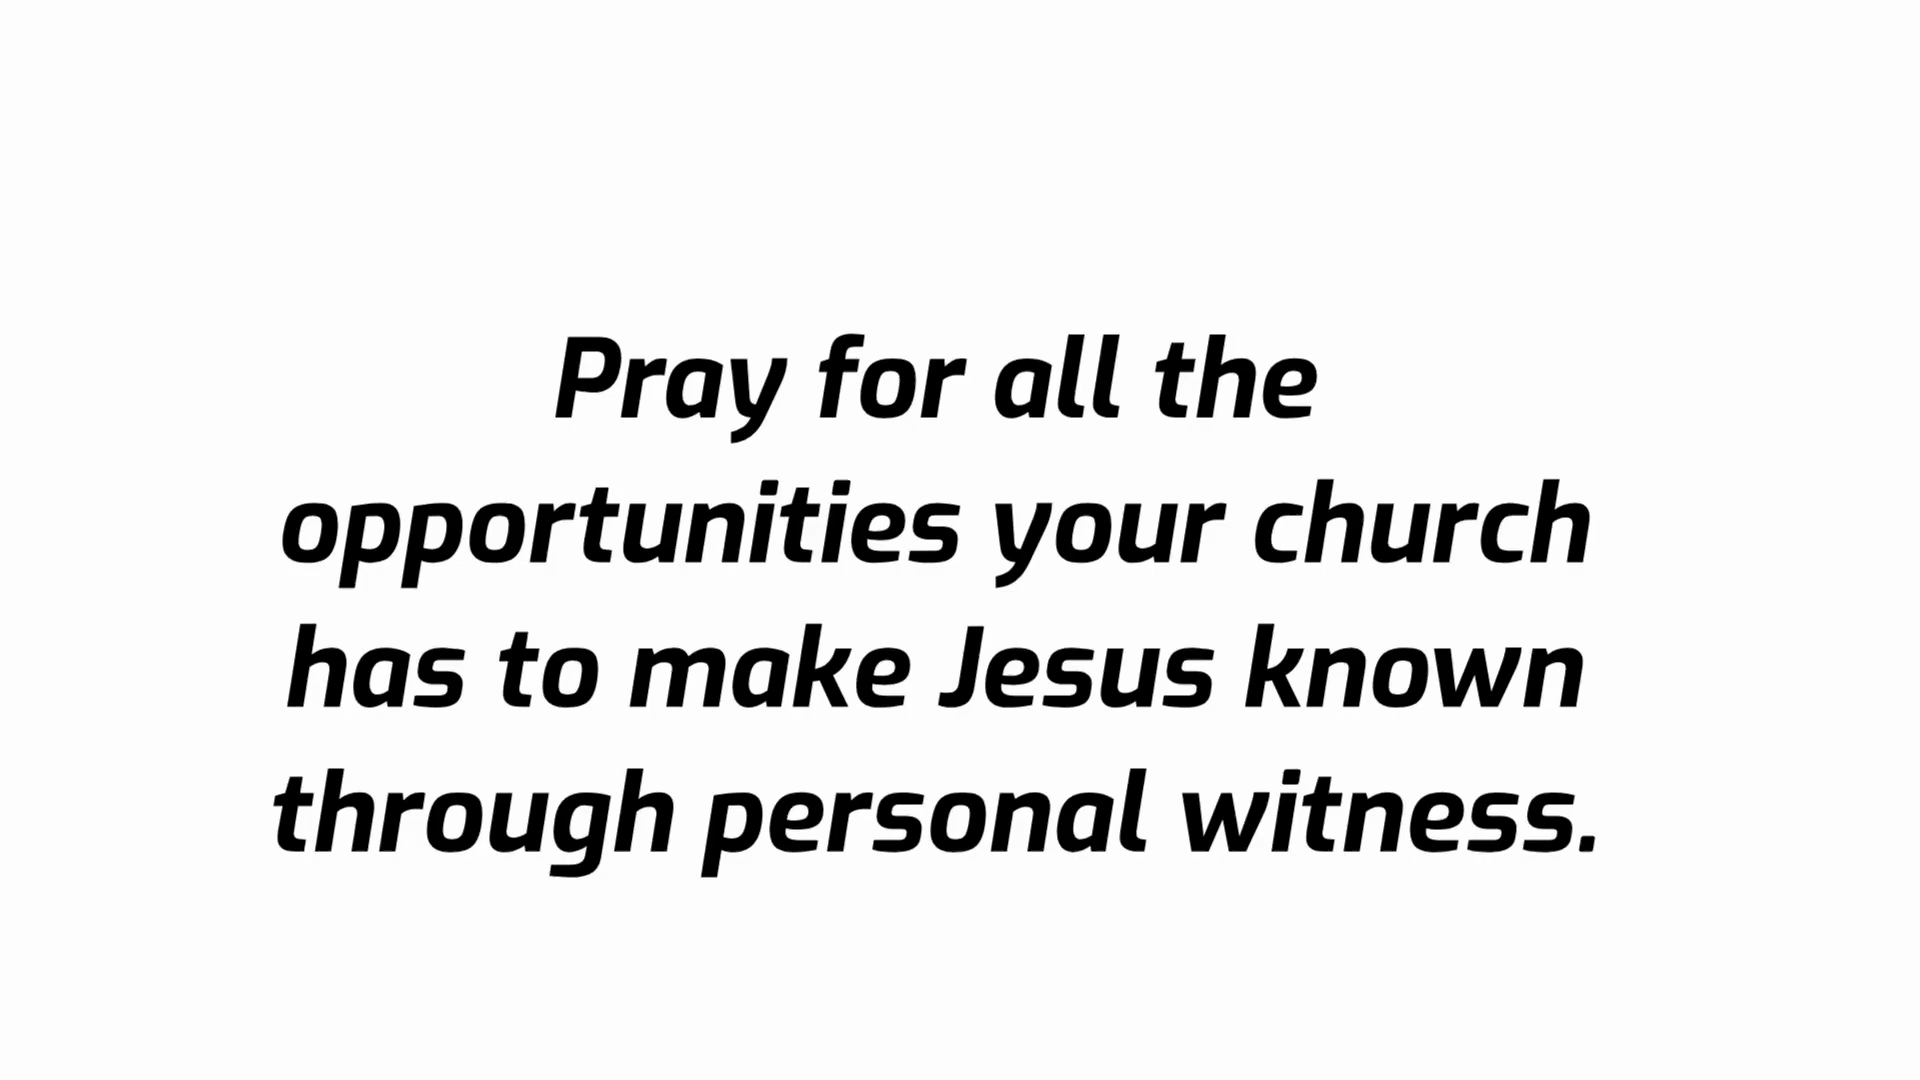 Pray for all the
opportunities your church
has to make Jesus known
through personal witness.